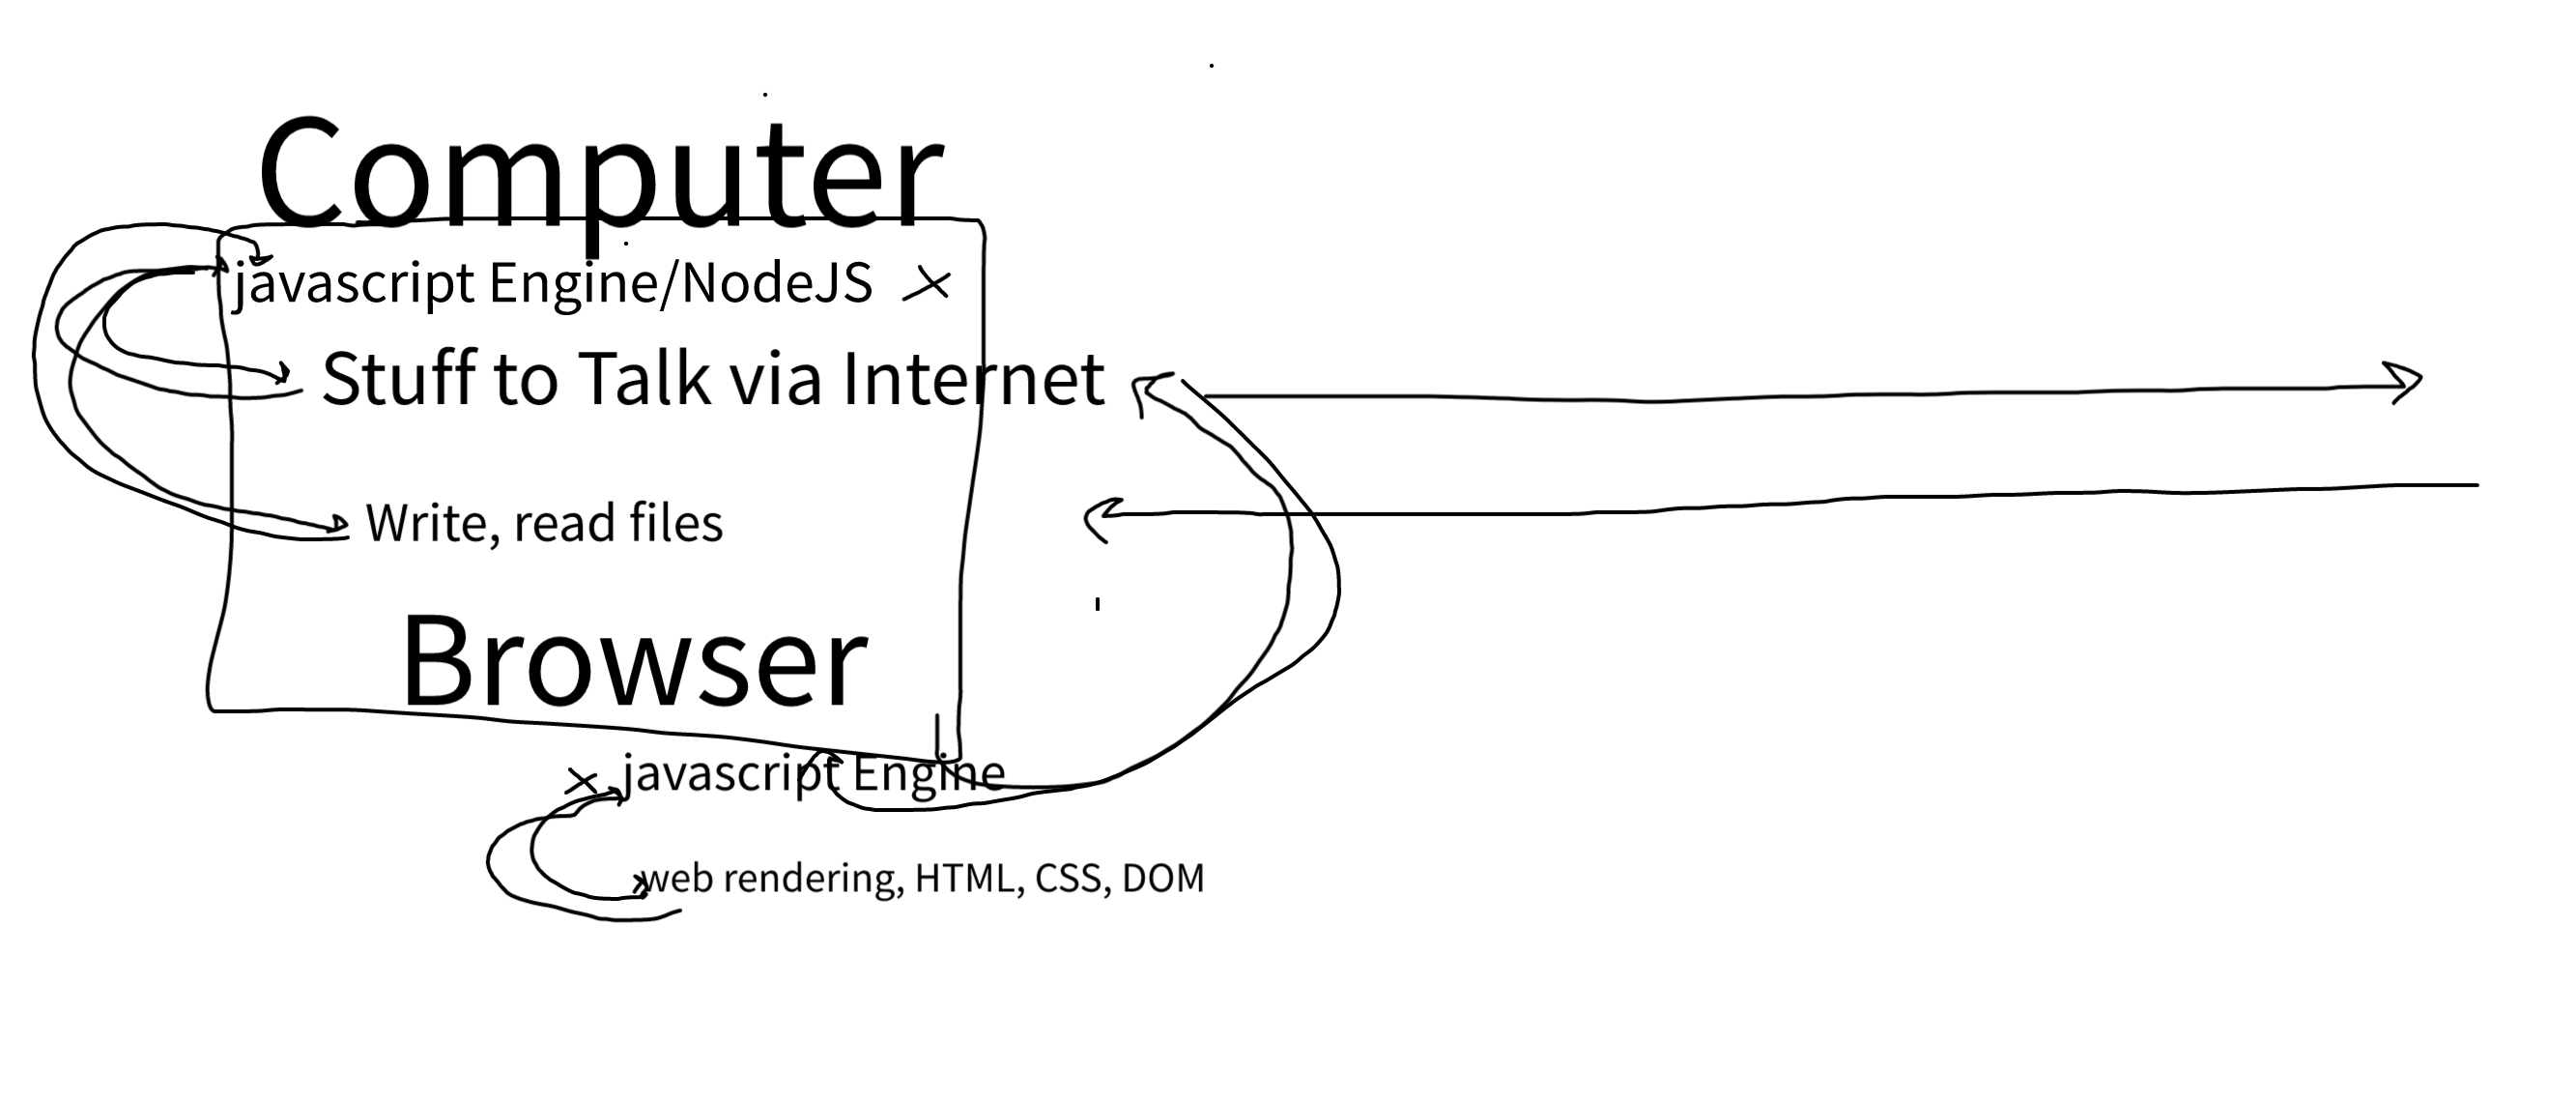 Computer
javascript Engine/NodeJS
Stuff to Talk via Internet
Write, read files
Browser
javascript Engine
web rendering, HTML, CSS, DOM